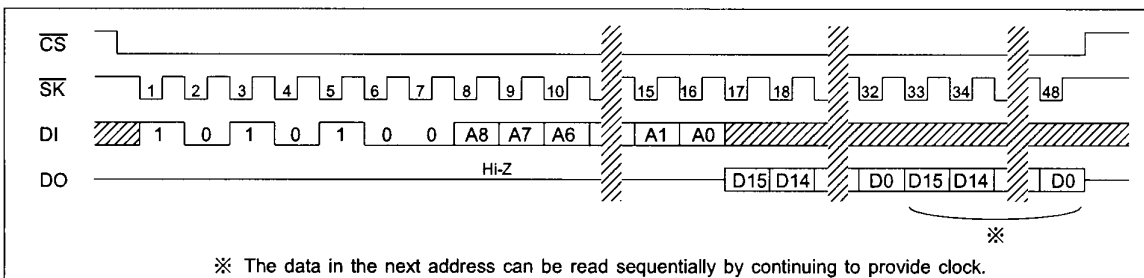 CS
SK 1 2 3 4 5 6 7 8 9 10 15 16 17 18 32 33 34 48
DI 1 0 1 0 1 0 0 A8 A7 A6 A1 A0
Hi-Z
DO D15 D14 D0 D15 D14 D0
※
※ The data in the next address can be read sequentially by continuing to provide clock.